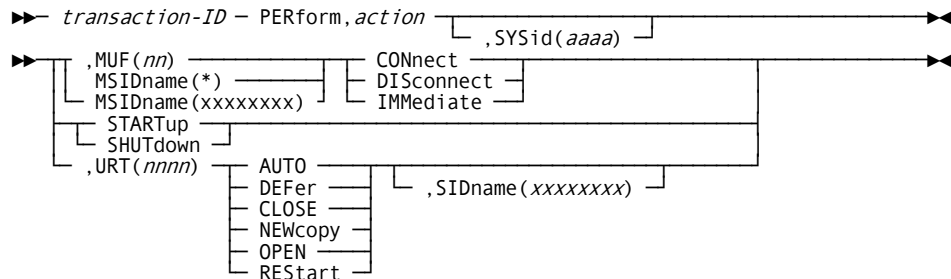 transaction-ID PERform,action
,SYSid(aaaa)
,MUF(nn) CONnect
MSIDname(*) DISconnect
MSIDname(xxxxxxxx) IMMediate
STARTup
SHUTdown
,URT(nnnn) AUTO
DEFer ,SIDname(xxxxxxxx)
CLOSE
NEWcopy
OPEN
REStart